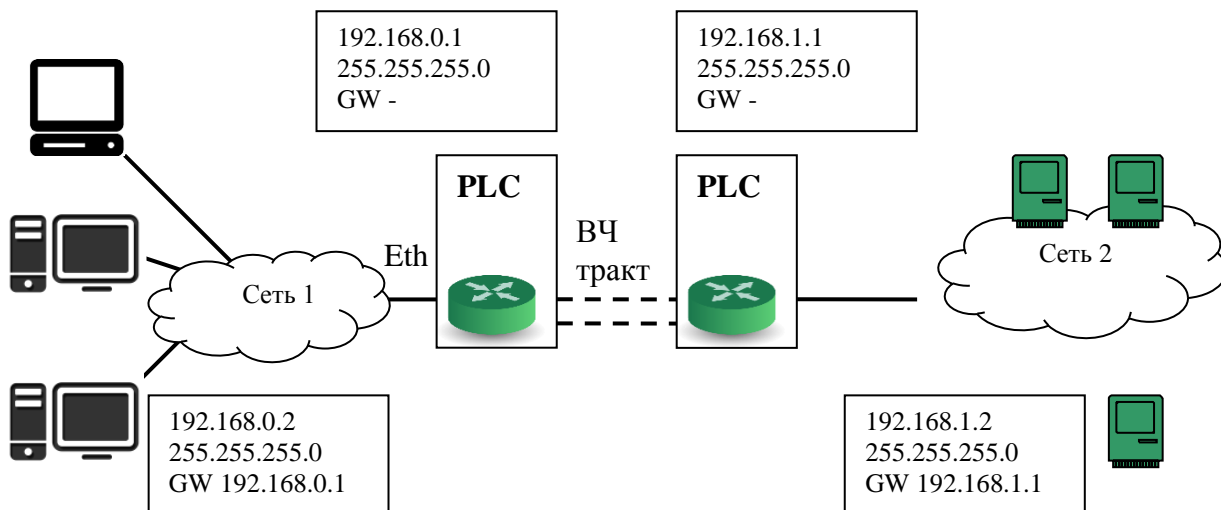 192.168.0.1
255.255.255.0
GW -
192.168.1.1
255.255.255.0
GW -
PLC
PLC
Eth
ВЧ
тракт
Сеть 1
Сеть 2
192.168.0.2
255.255.255.0
GW 192.168.0.1
192.168.1.2
255.255.255.0
GW 192.168.1.1